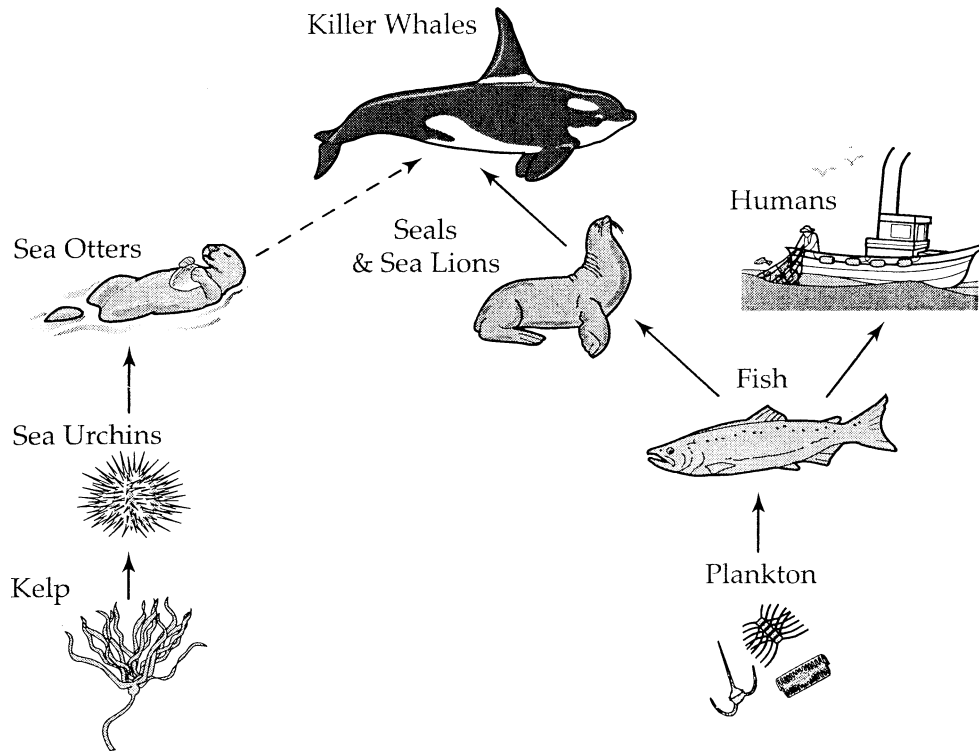 Killer Whales
Humans
Seals
& Sea Lions
Sea Otters
Fish
Sea Urchins
Plankton
Kelp